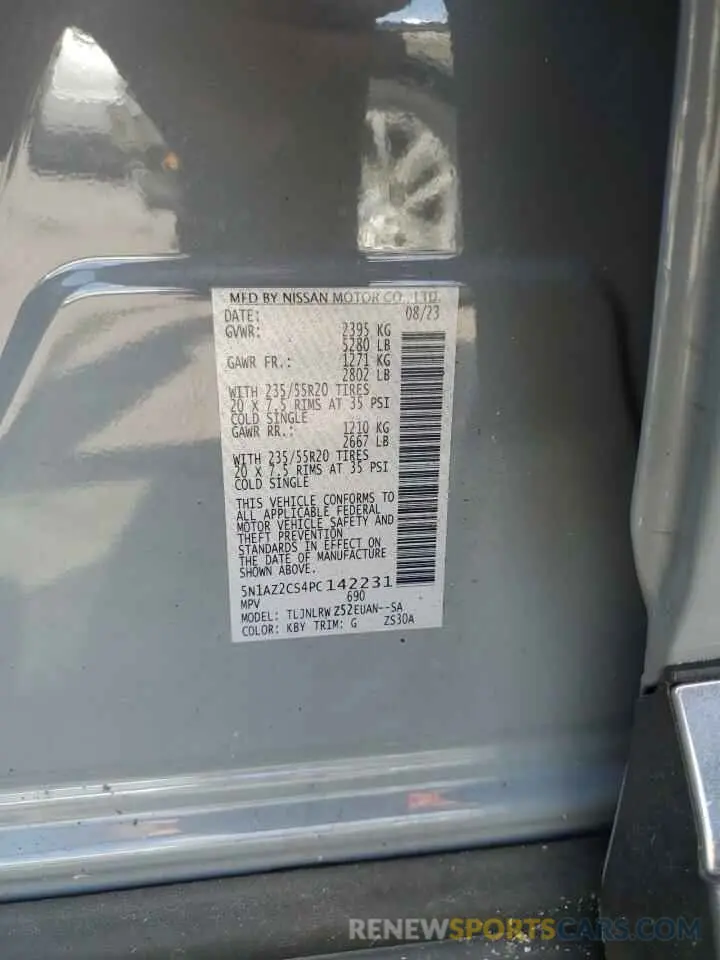 MFD BY NISSAN MOTOR CO., LTD.
DATE: 08/23
GVWR: 2395 KG
5280 LB
GAWR FR.: 1271 KG
2802 LB
WITH 235/55R20 TIRES
20 X 7.5 RIMS AT 35 PSI
COLD SINGLE
GAWR RR.: 1210 KG
2667 LB
WITH 235/55R20 TIRES
20 X 7.5 RIMS AT 35 PSI
COLD SINGLE
THIS VEHICLE CONFORMS TO
ALL APPLICABLE FEDERAL
MOTOR VEHICLE SAFETY AND
THEFT PREVENTION
STANDARDS IN EFFECT ON
THE DATE OF MANUFACTURE
SHOWN ABOVE.
5N1AZ2CS4PC142231
MPV 690
MODEL: TLJNLRW Z52EUAN--SA
COLOR: KBY TRIM: G ZS30A
RENEWSPORTSCARS.COM